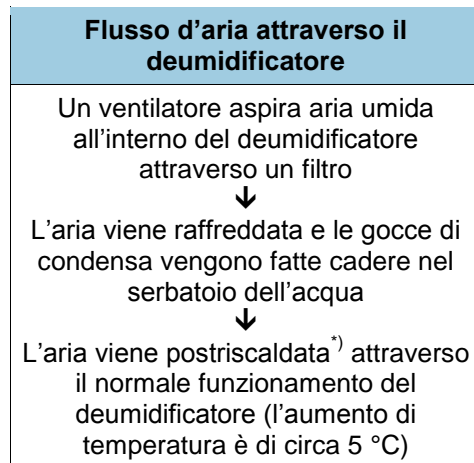 Flusso d'aria attraverso il
deumidificatore
Un ventilatore aspira aria umida
all'interno del deumidificatore
attraverso un filtro
↓
L'aria viene raffreddata e le gocce di
condensa vengono fatte cadere nel
serbatoio dell'acqua
↓
L'aria viene postriscaldata*) attraverso
il normale funzionamento del
deumidificatore (l'aumento di
temperatura è di circa 5 °C)